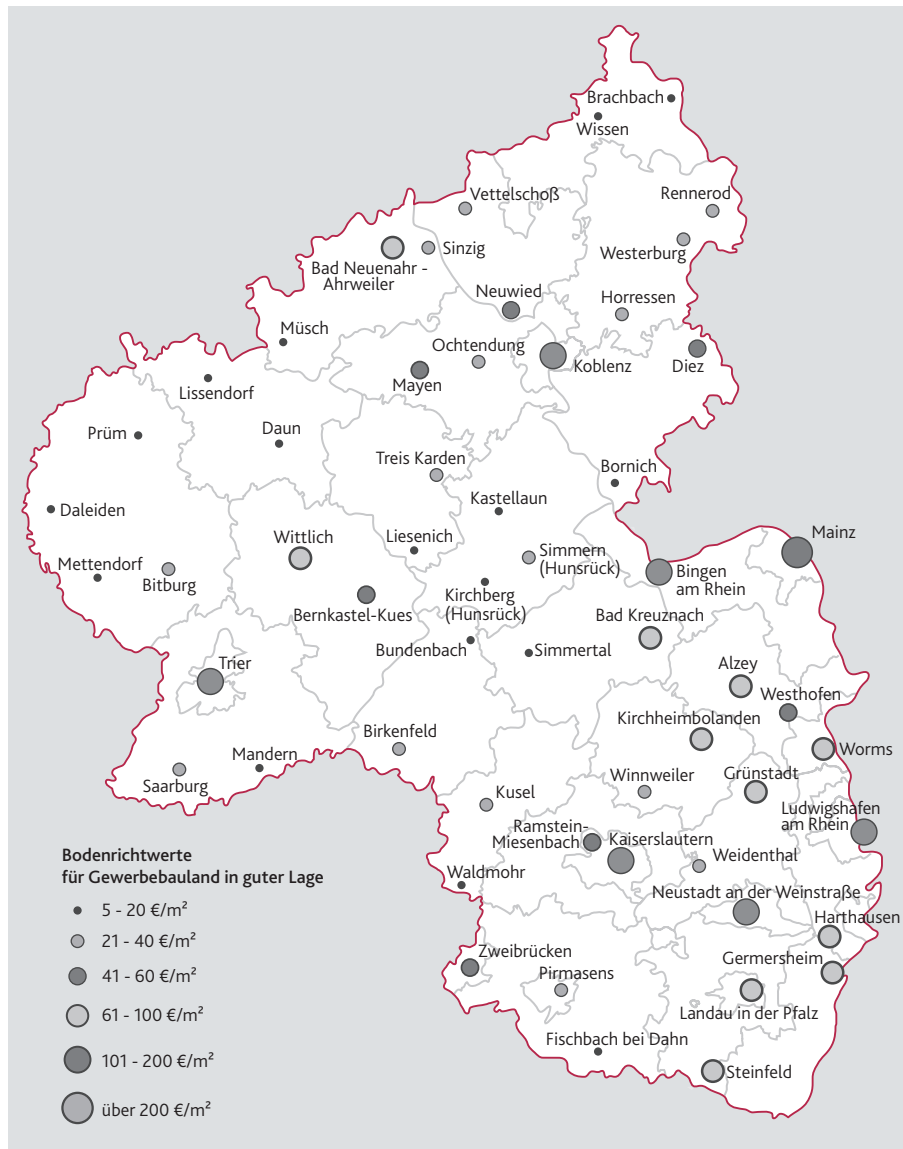 Brachbach
Wissen
Vettelschoß
Rennerod
Sinzig
Westerburg
Bad Neuenahr -
Ahrweiler
Neuwied
Horressen
Müsch
Ochtendung
Koblenz
Diez
Mayen
Lissendorf
Daun
Prüm
Treis Karden
Bornich
Kastellaun
Daleiden
Wittlich
Liesenich
Simmern
(Hunsrück)
Mainz
Mettendorf
Bitburg
Bingen
am Rhein
Kirchberg
(Hunsrück)
Bernkastel-Kues
Bad Kreuznach
Bundenbach
Simmertal
Trier
Alzey
Westhofen
Kirchheimbolanden
Birkenfeld
Worms
Mandern
Saarburg
Winnweiler
Grünstadt
Kusel
Ludwigshafen
am Rhein
Ramstein-
Miesenbach
Kaiserslautern
Weidenthal
Waldmohr
Neustadt an der Weinstraße
Harthausen
Zweibrücken
Germersheim
Pirmasens
Landau in der Pfalz
Fischbach bei Dahn
Steinfeld
Bodenrichtwerte
für Gewerbebauland in guter Lage
5 - 20 €/m²
21 - 40 €/m²
41 - 60 €/m²
61 - 100 €/m²
101 - 200 €/m²
über 200 €/m²